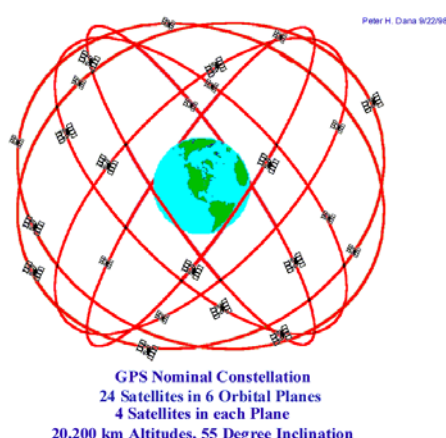 Peter H. Dana 9/22/98
GPS Nominal Constellation
24 Satellites in 6 Orbital Planes
4 Satellites in each Plane
20,200 km Altitudes, 55 Degree Inclination